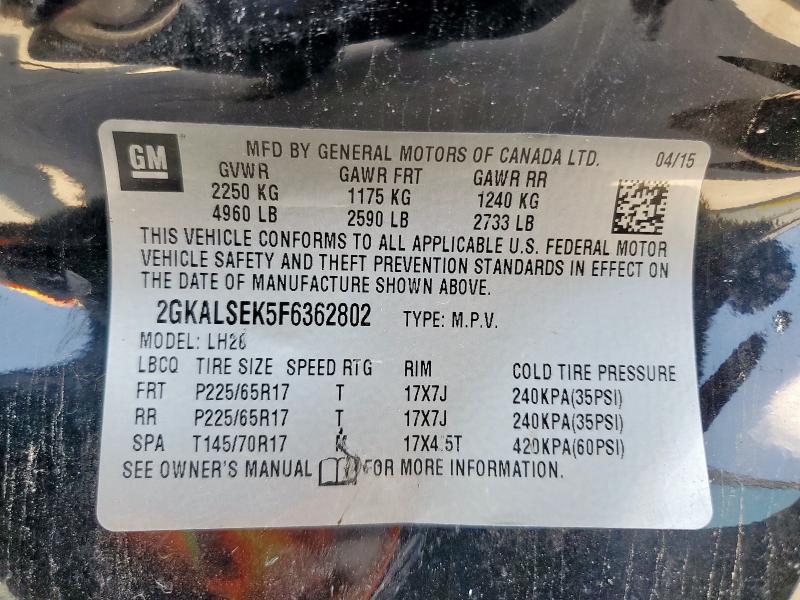 GM
MFD BY GENERAL MOTORS OF CANADA LTD. 04/15
GVWR GAWR FRT GAWR RR
2250 KG 1175 KG 1240 KG
4960 LB 2590 LB 2733 LB
THIS VEHICLE CONFORMS TO ALL APPLICABLE U.S. FEDERAL MOTOR
VEHICLE SAFETY AND THEFT PREVENTION STANDARDS IN EFFECT ON
THE DATE OF MANUFACTURE SHOWN ABOVE.
2GKALSEK5F6362802 TYPE: M.P.V.
MODEL: LH26
LBCQ TIRE SIZE SPEED RTG RIM COLD TIRE PRESSURE
FRT P225/65R17 T 17X7J 240KPA(35PSI)
RR P225/65R17 T 17X7J 240KPA(35PSI)
SPA T145/70R17 M 17X4.5T 420KPA(60PSI)
SEE OWNER'S MANUAL FOR MORE INFORMATION.